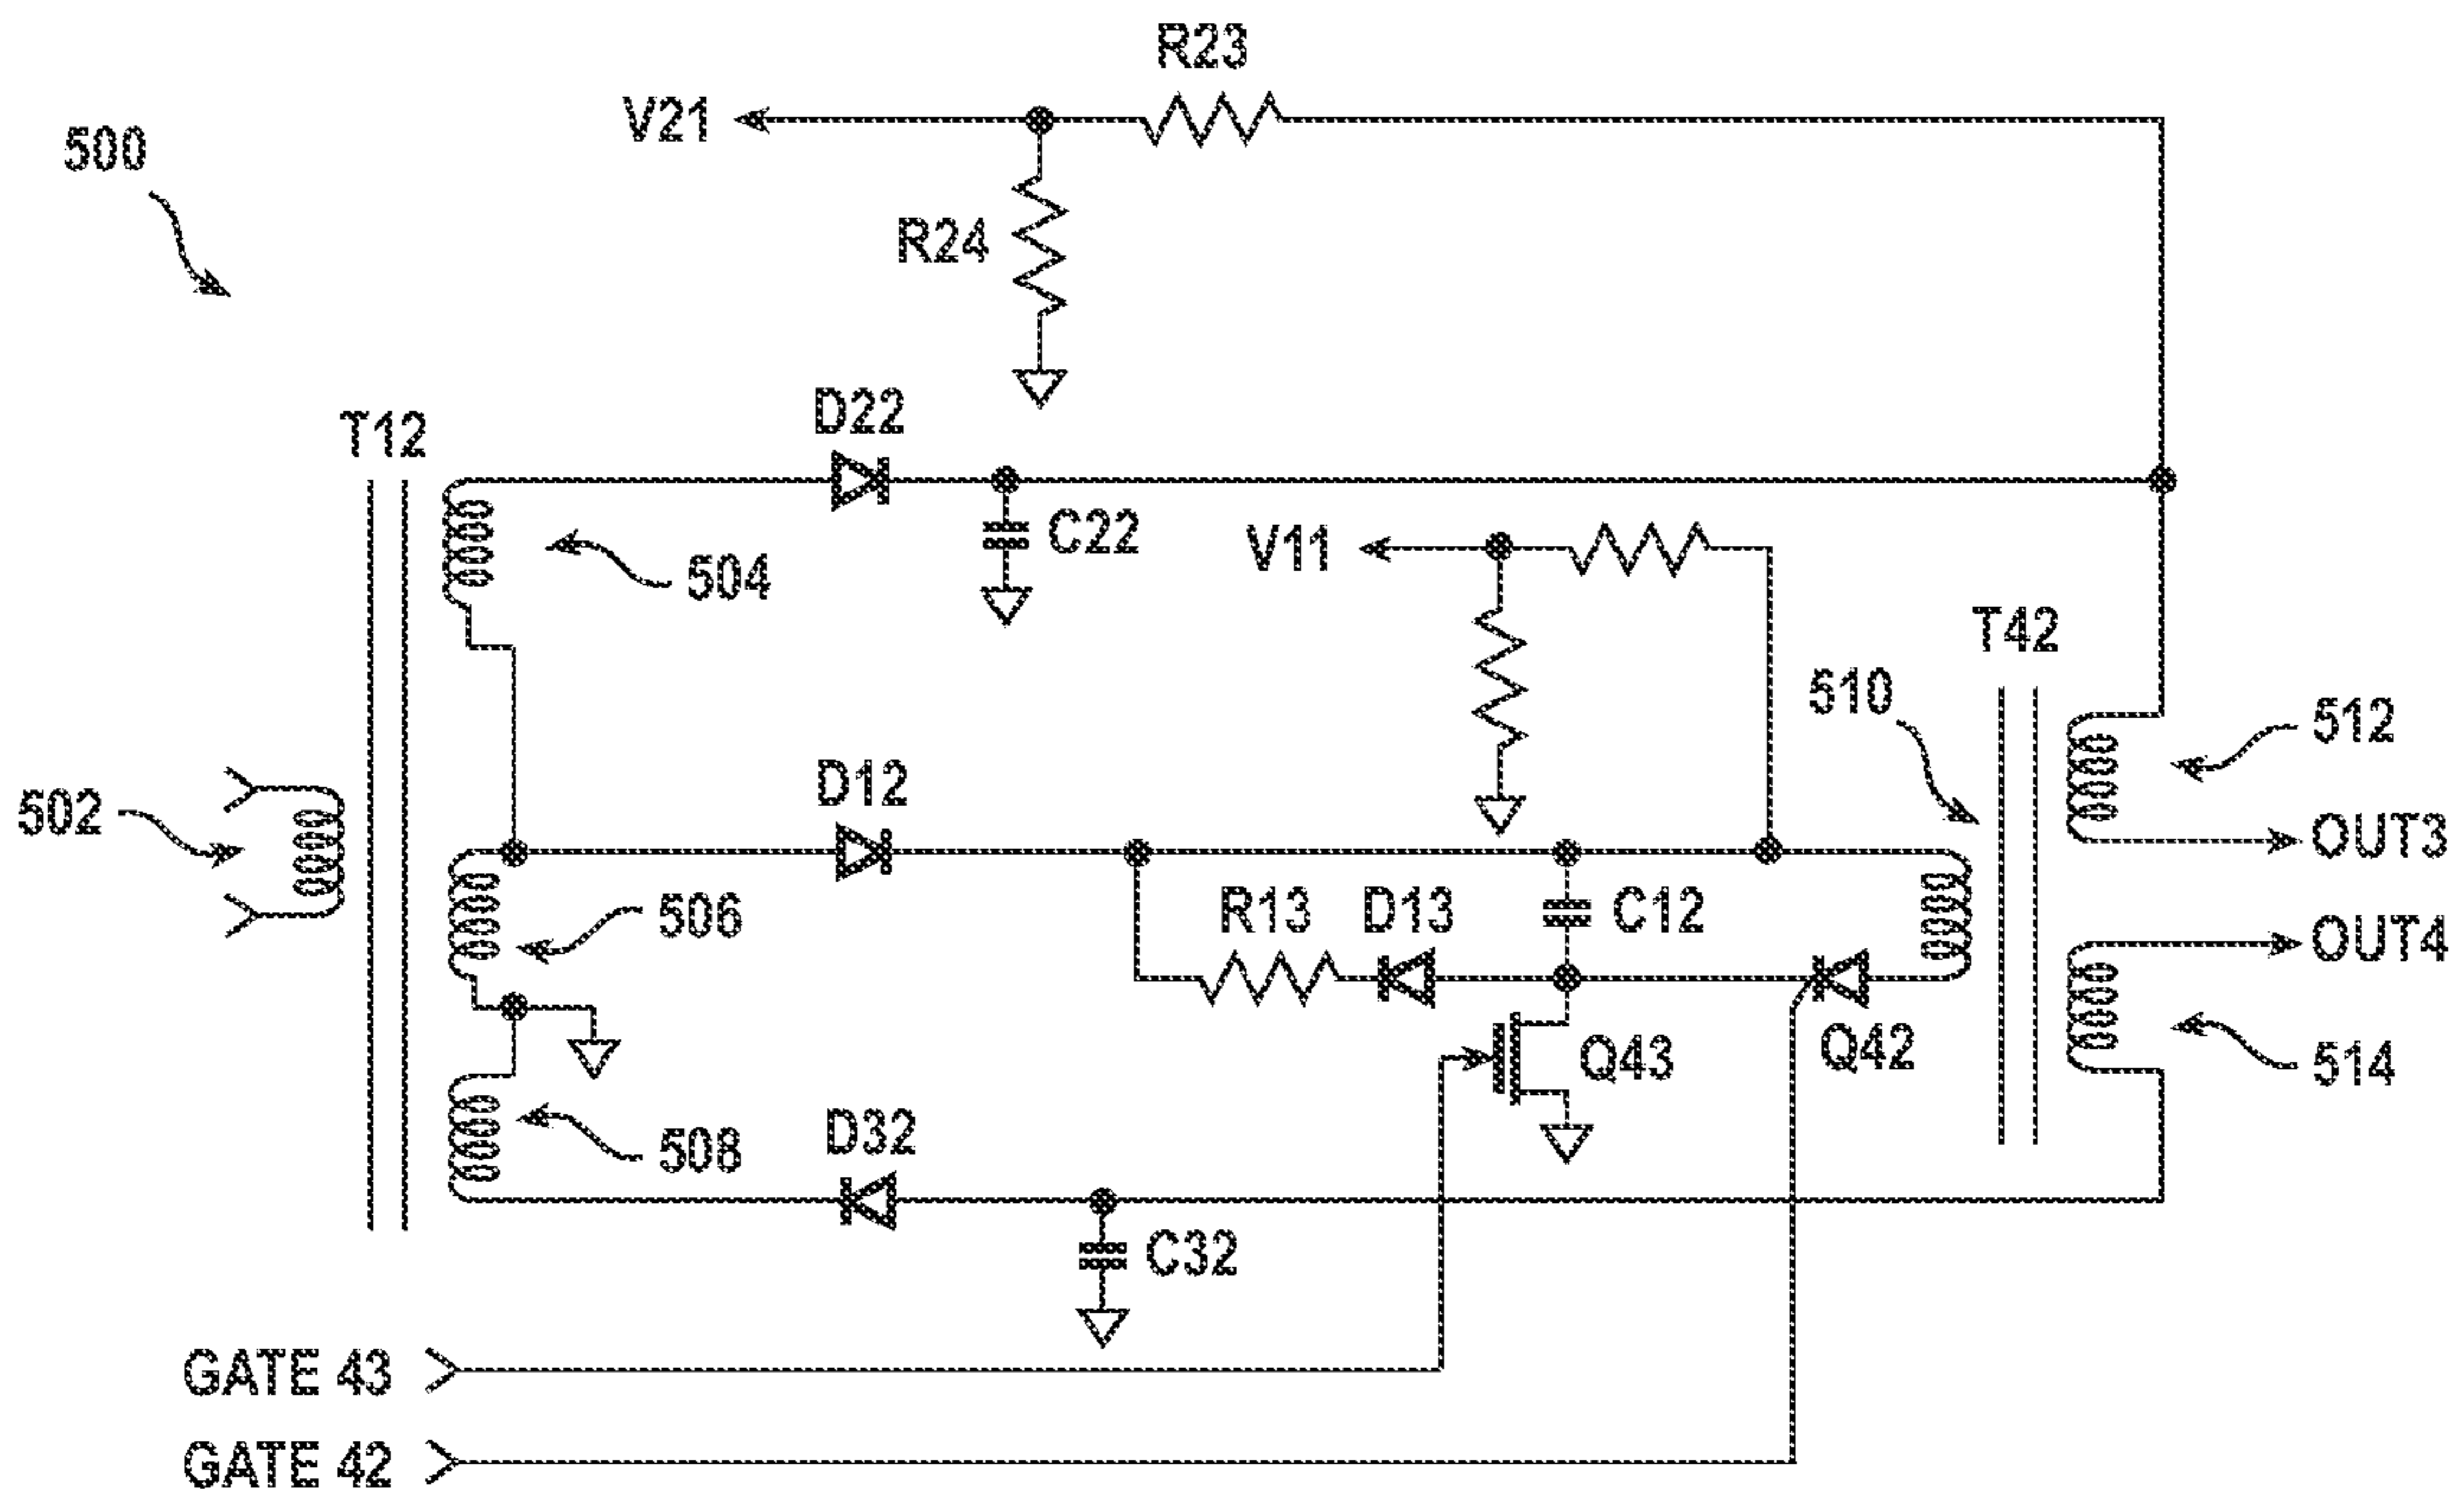 R23
V21
500
R24
D22
T12
C22
V11
504
T42
510
512
D12
502
OUT3
506
R13
D13
C12
OUT4
Q43
Q42
514
D32
508
C32
GATE 43
GATE 42